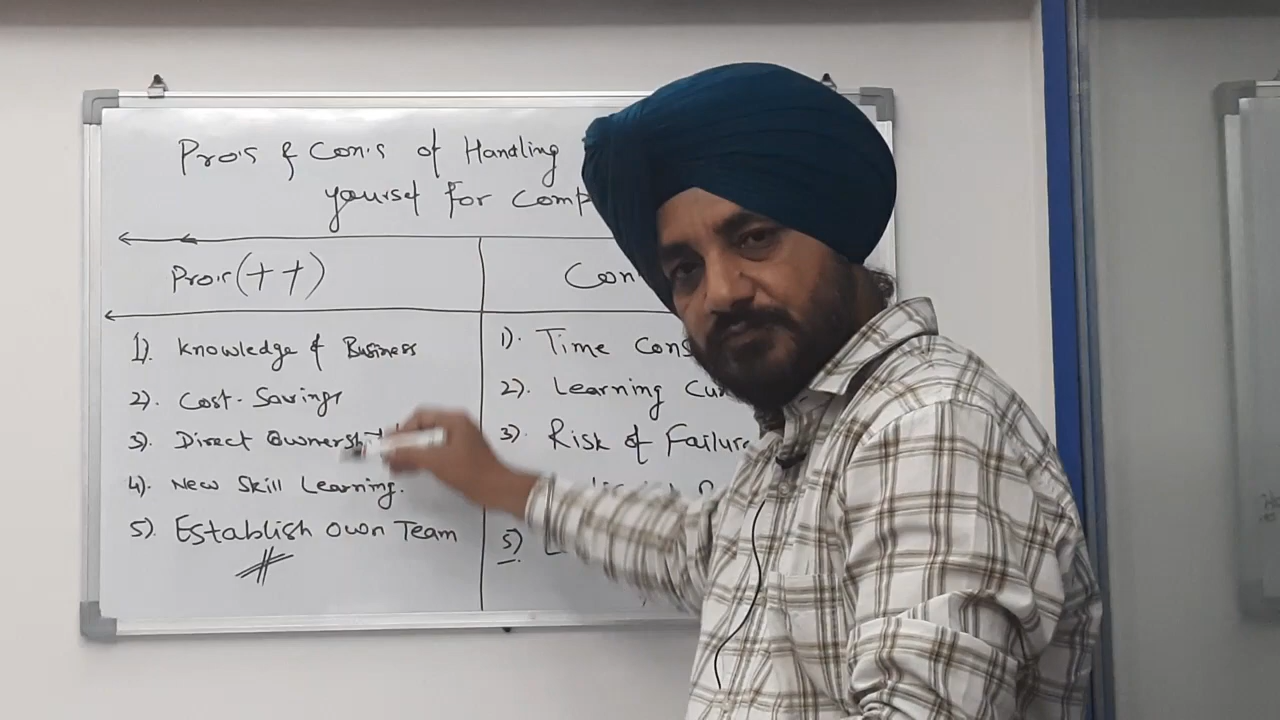 Pro's & Con's of Handling
yourself for Comp
Pros(++)
Con
1). Knowledge of Business
2). Cost-Savings
3). Direct Ownership
4). New Skill Learning.
5). Establish Own Team
1). Time Cons
2). Learning Cu
3). Risk of Failure
5)